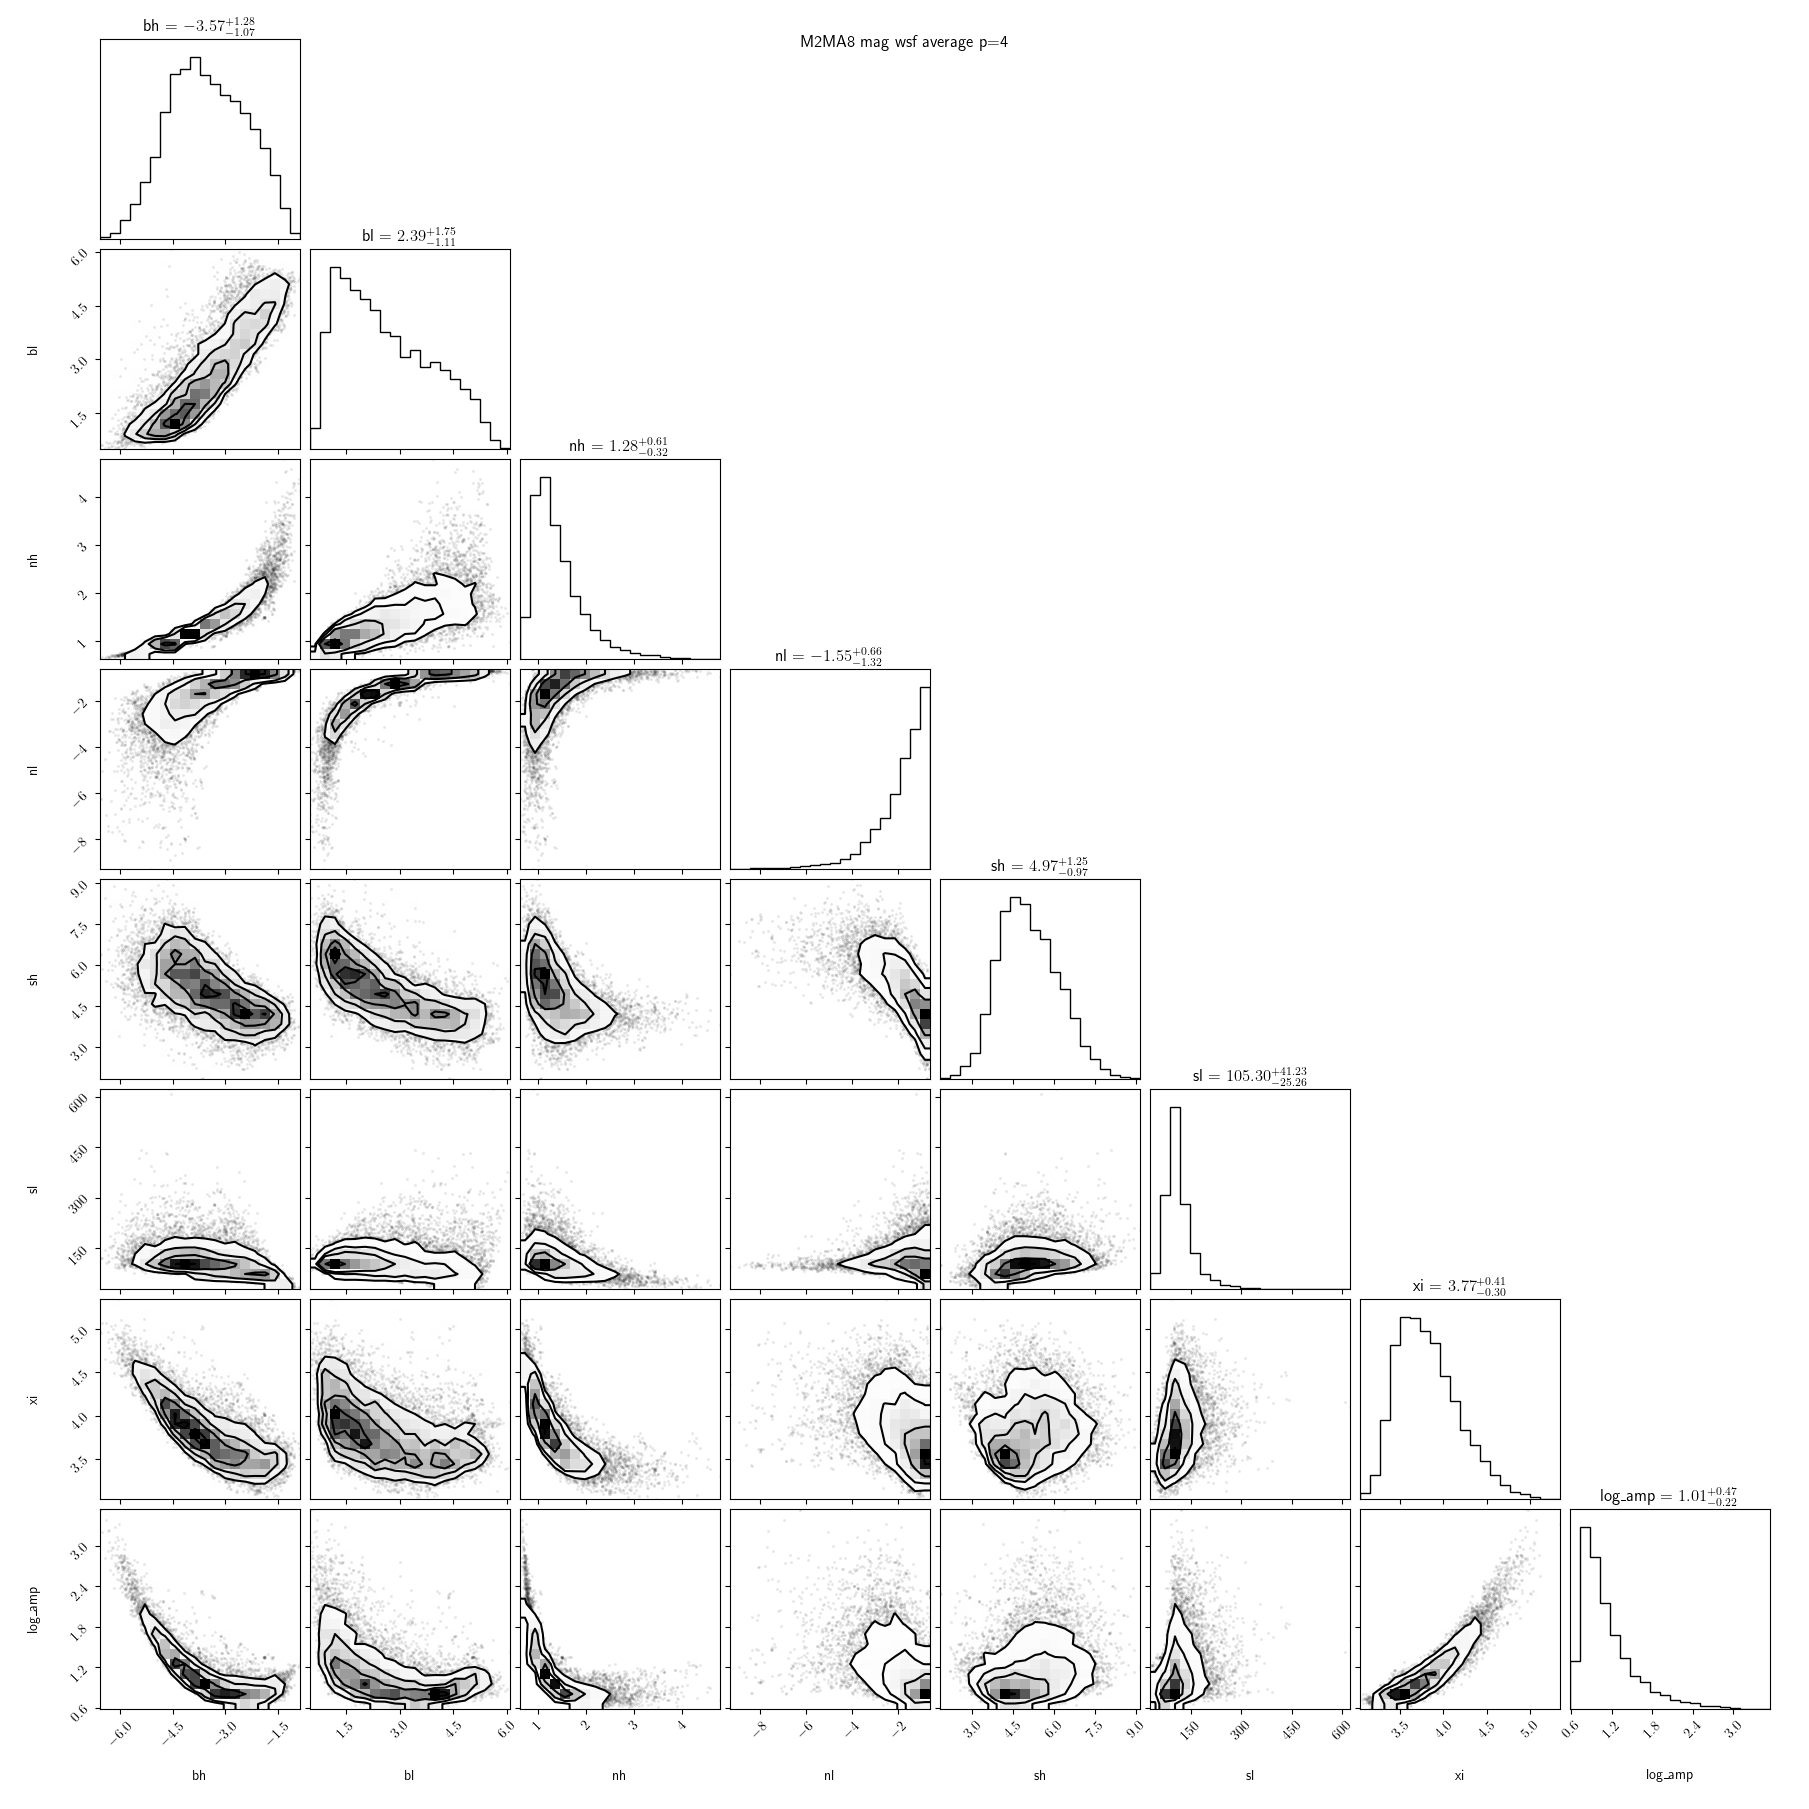 M2MA8 mag wsf average p=4
bh = −3.57+1.28−1.07
bl = 2.39+1.75−1.11
nh = 1.28+0.61−0.32
nl = −1.55+0.66−1.32
sh = 4.97+1.25−0.97
sl = 105.30+41.23−25.26
xi = 3.77+0.41−0.30
log_amp = 1.01+0.47−0.22
bl
6.0
4.5
3.0
1.5
nh
4
3
2
1
nl
−2
−4
−6
−8
sh
9.0
7.5
6.0
4.5
3.0
sl
600
450
300
150
xi
5.0
4.5
4.0
3.5
log_amp
3.0
2.4
1.8
1.2
0.6
−6.0 −4.5 −3.0 −1.5
1.5 3.0 4.5 6.0
1 2 3 4
−8 −6 −4 −2
3.0 4.5 6.0 7.5 9.0
150 300 450 600
3.5 4.0 4.5 5.0
0.6 1.2 1.8 2.4 3.0
bh bl nh nl sh sl xi log_amp